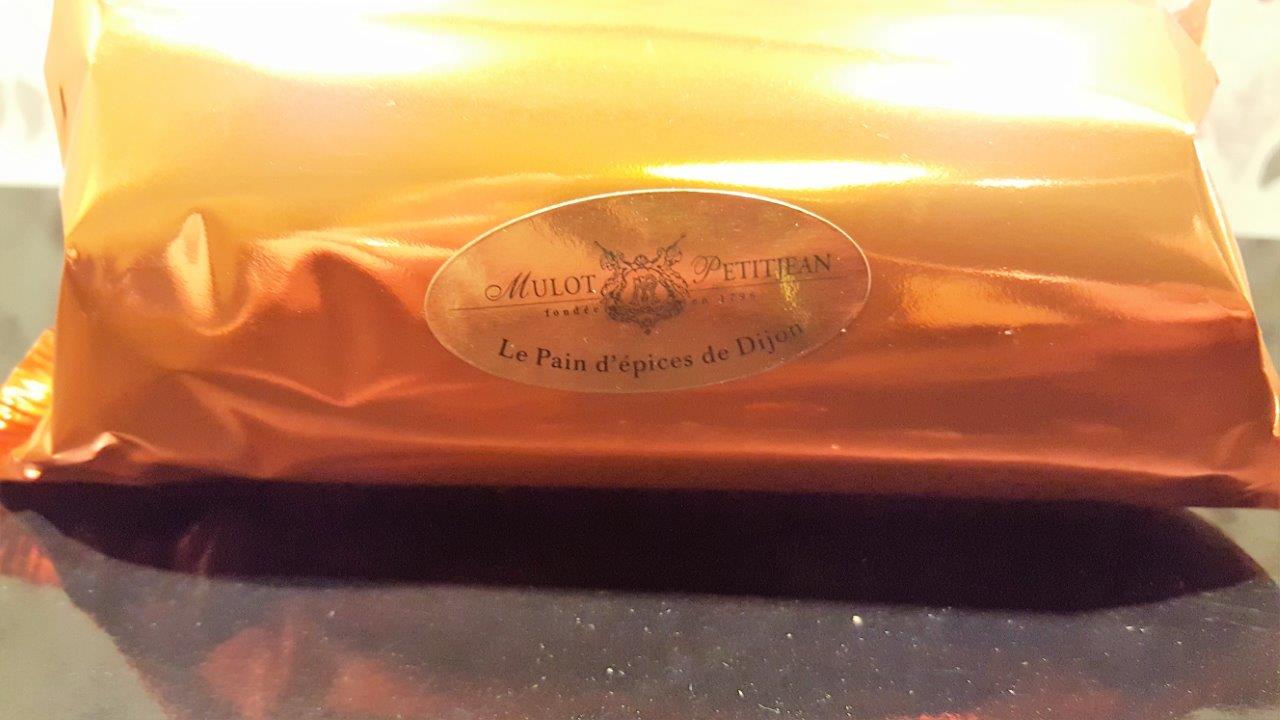 Mulot Petitjean
fondée en 1796
Le Pain d'épices de Dijon